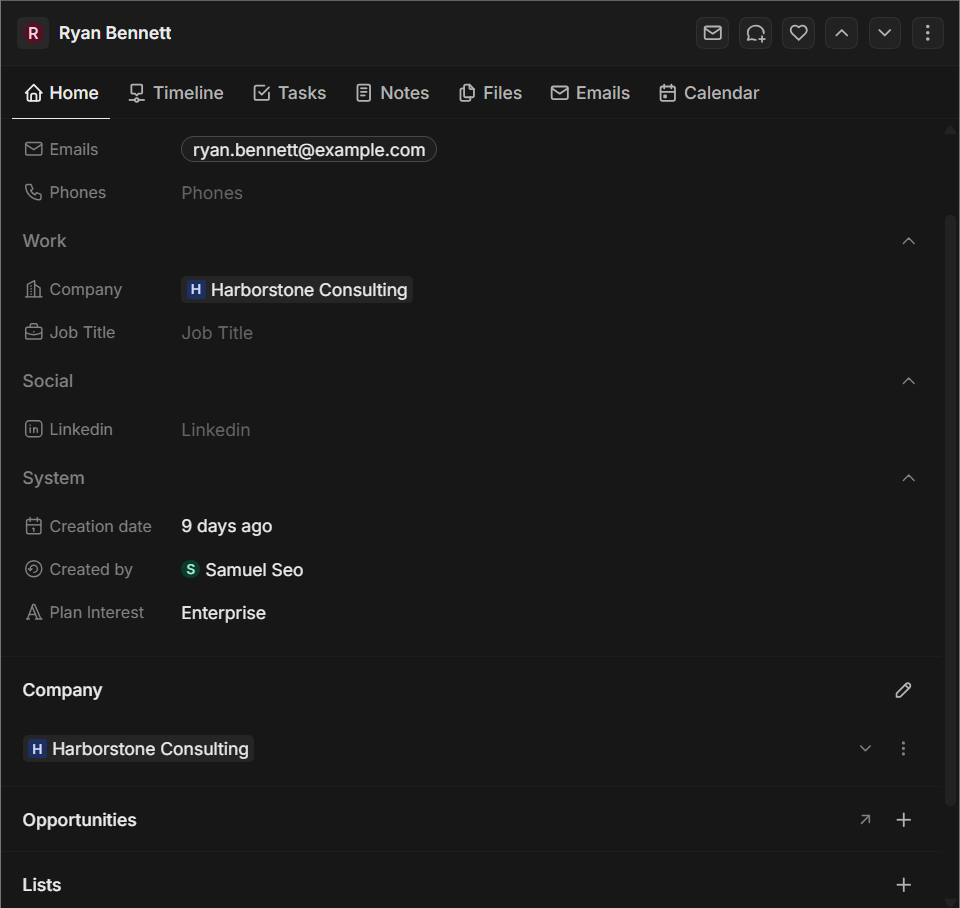 R Ryan Bennett
Home Timeline Tasks Notes Files Emails Calendar
Emails ryan.bennett@example.com
Phones Phones
Work
Company H Harborstone Consulting
Job Title Job Title
Social
Linkedin Linkedin
System
Creation date 9 days ago
Created by S Samuel Seo
Plan Interest Enterprise
Company
H Harborstone Consulting
Opportunities
Lists